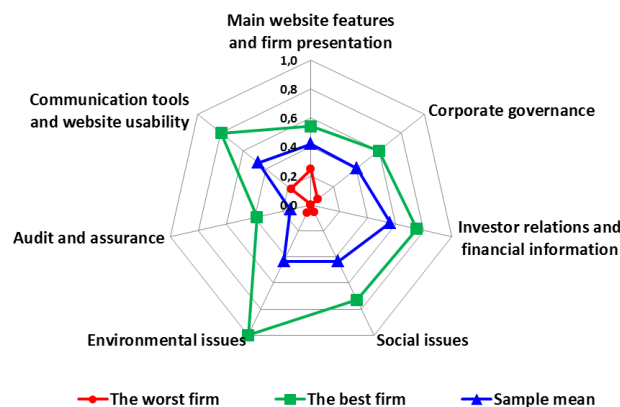 Main website features
and firm presentation
1,0
0,8
0,6
0,4
0,2
0,0
Communication tools
and website usability
Corporate governance
Audit and assurance
Investor relations and
financial information
Environmental issues
Social issues
The worst firm
The best firm
Sample mean